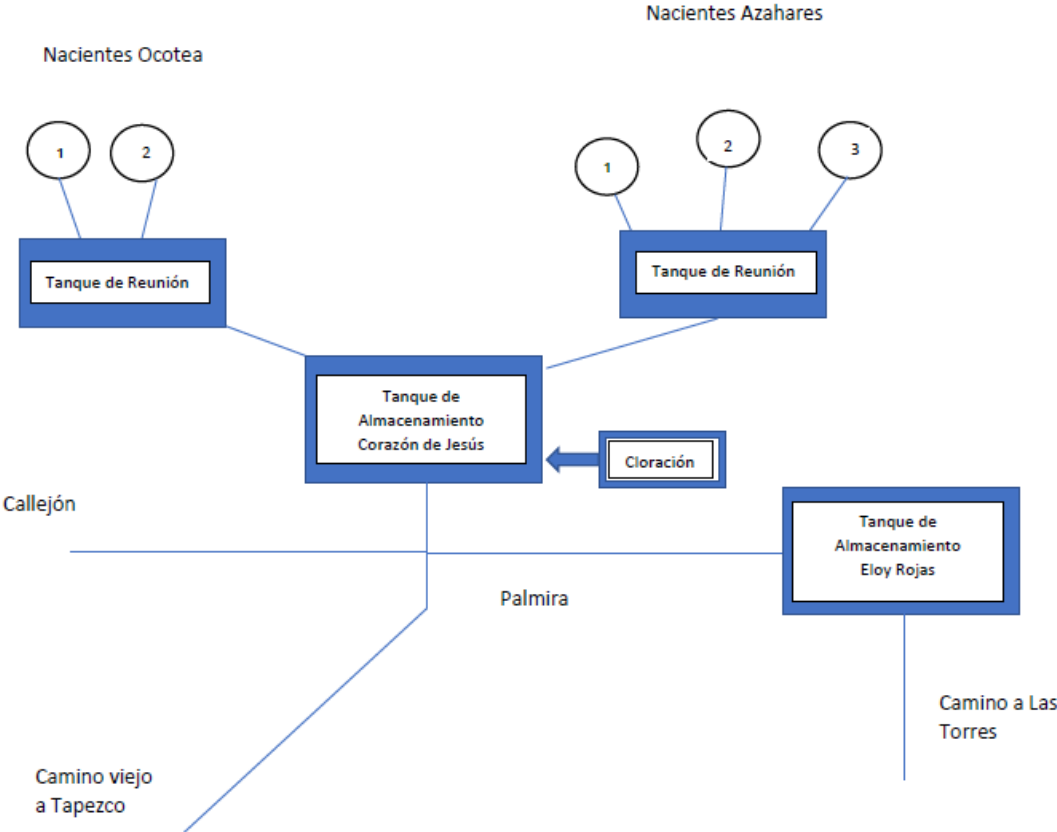 Nacientes Azahares
Nacientes Ocotea
1
2
1
2
3
Tanque de Reunión
Tanque de Reunión
Tanque de
Almacenamiento
Corazón de Jesús
Cloración
Callejón
Tanque de
Almacenamiento
Eloy Rojas
Palmira
Camino a Las
Torres
Camino viejo
a Tapezco